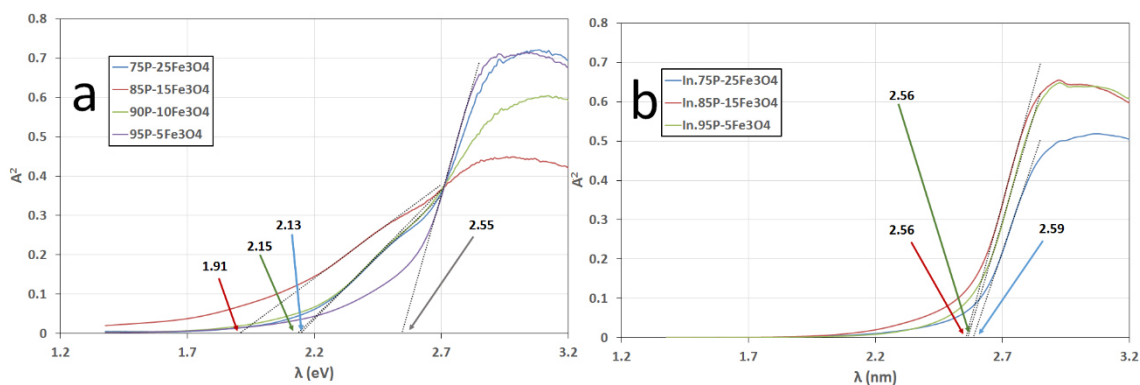 a
75P-25Fe3O4
85P-15Fe3O4
90P-10Fe3O4
95P-5Fe3O4
A²
0.8
0.7
0.6
0.5
0.4
0.3
0.2
0.1
0
1.91
2.15
2.13
2.55
1.2
1.7
2.2
2.7
3.2
λ (eV)
b
In.75P-25Fe3O4
In.85P-15Fe3O4
In.95P-5Fe3O4
A²
0.8
0.7
0.6
0.5
0.4
0.3
0.2
0.1
0
2.56
2.56
2.59
1.2
1.7
2.2
2.7
3.2
λ (nm)